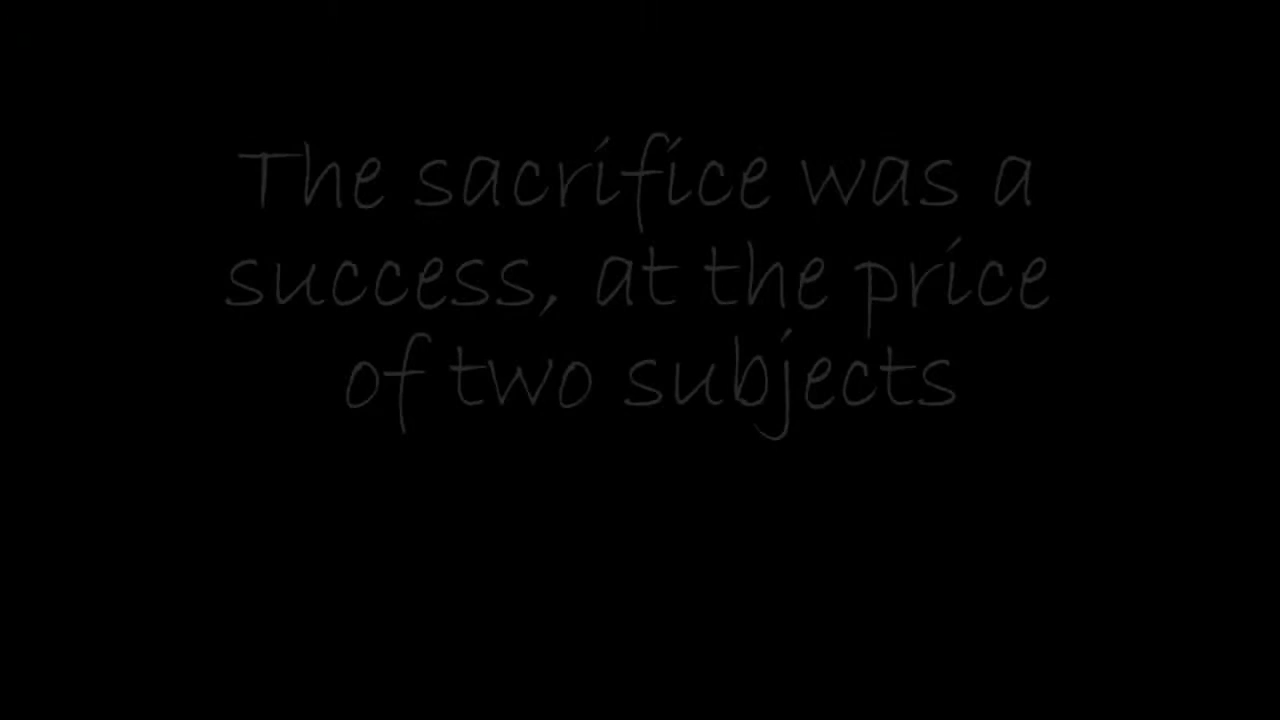 The sacrifice was a
success, at the price
of two subjects